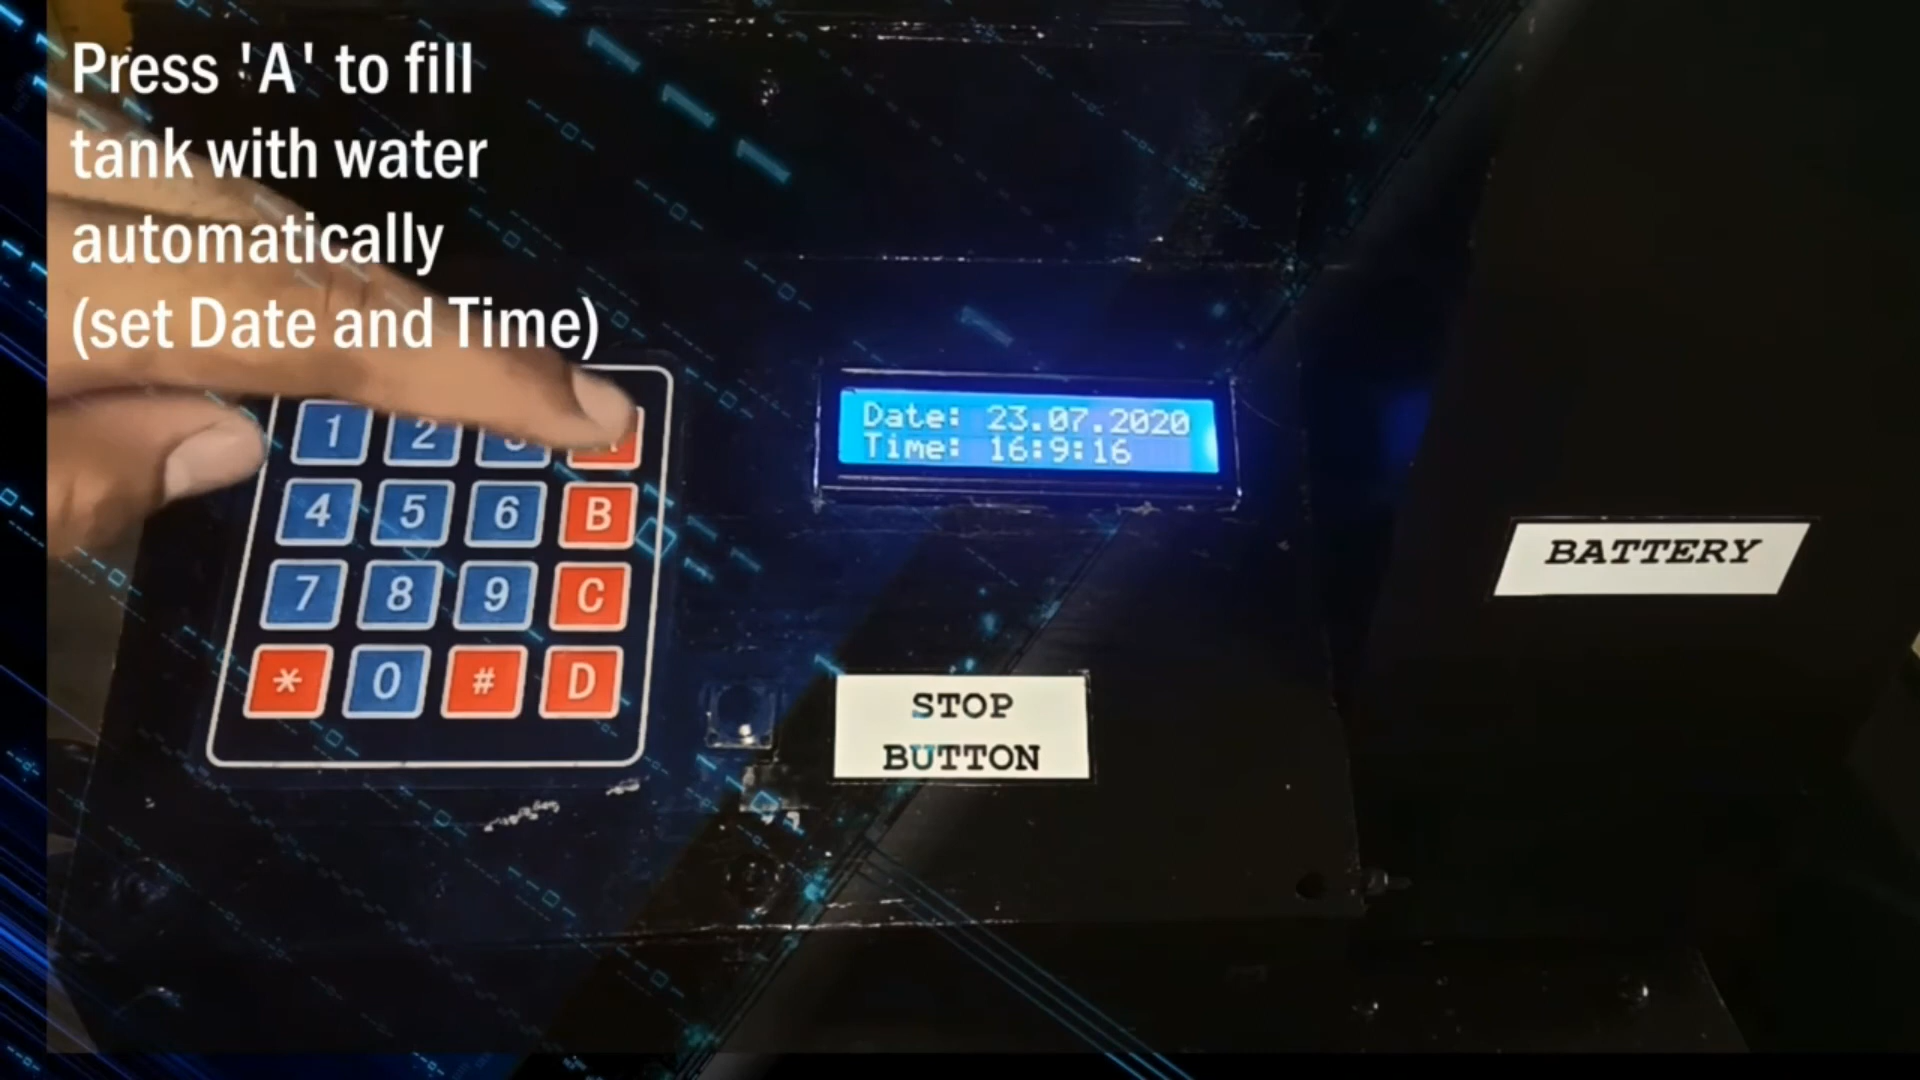 Press 'A' to fill
tank with water
automatically
(set Date and Time)
Date: 23.07.2020
Time: 16:9:16
1 2 3 A
4 5 6 B
7 8 9 C
* 0 # D
STOP
BUTTON
BATTERY